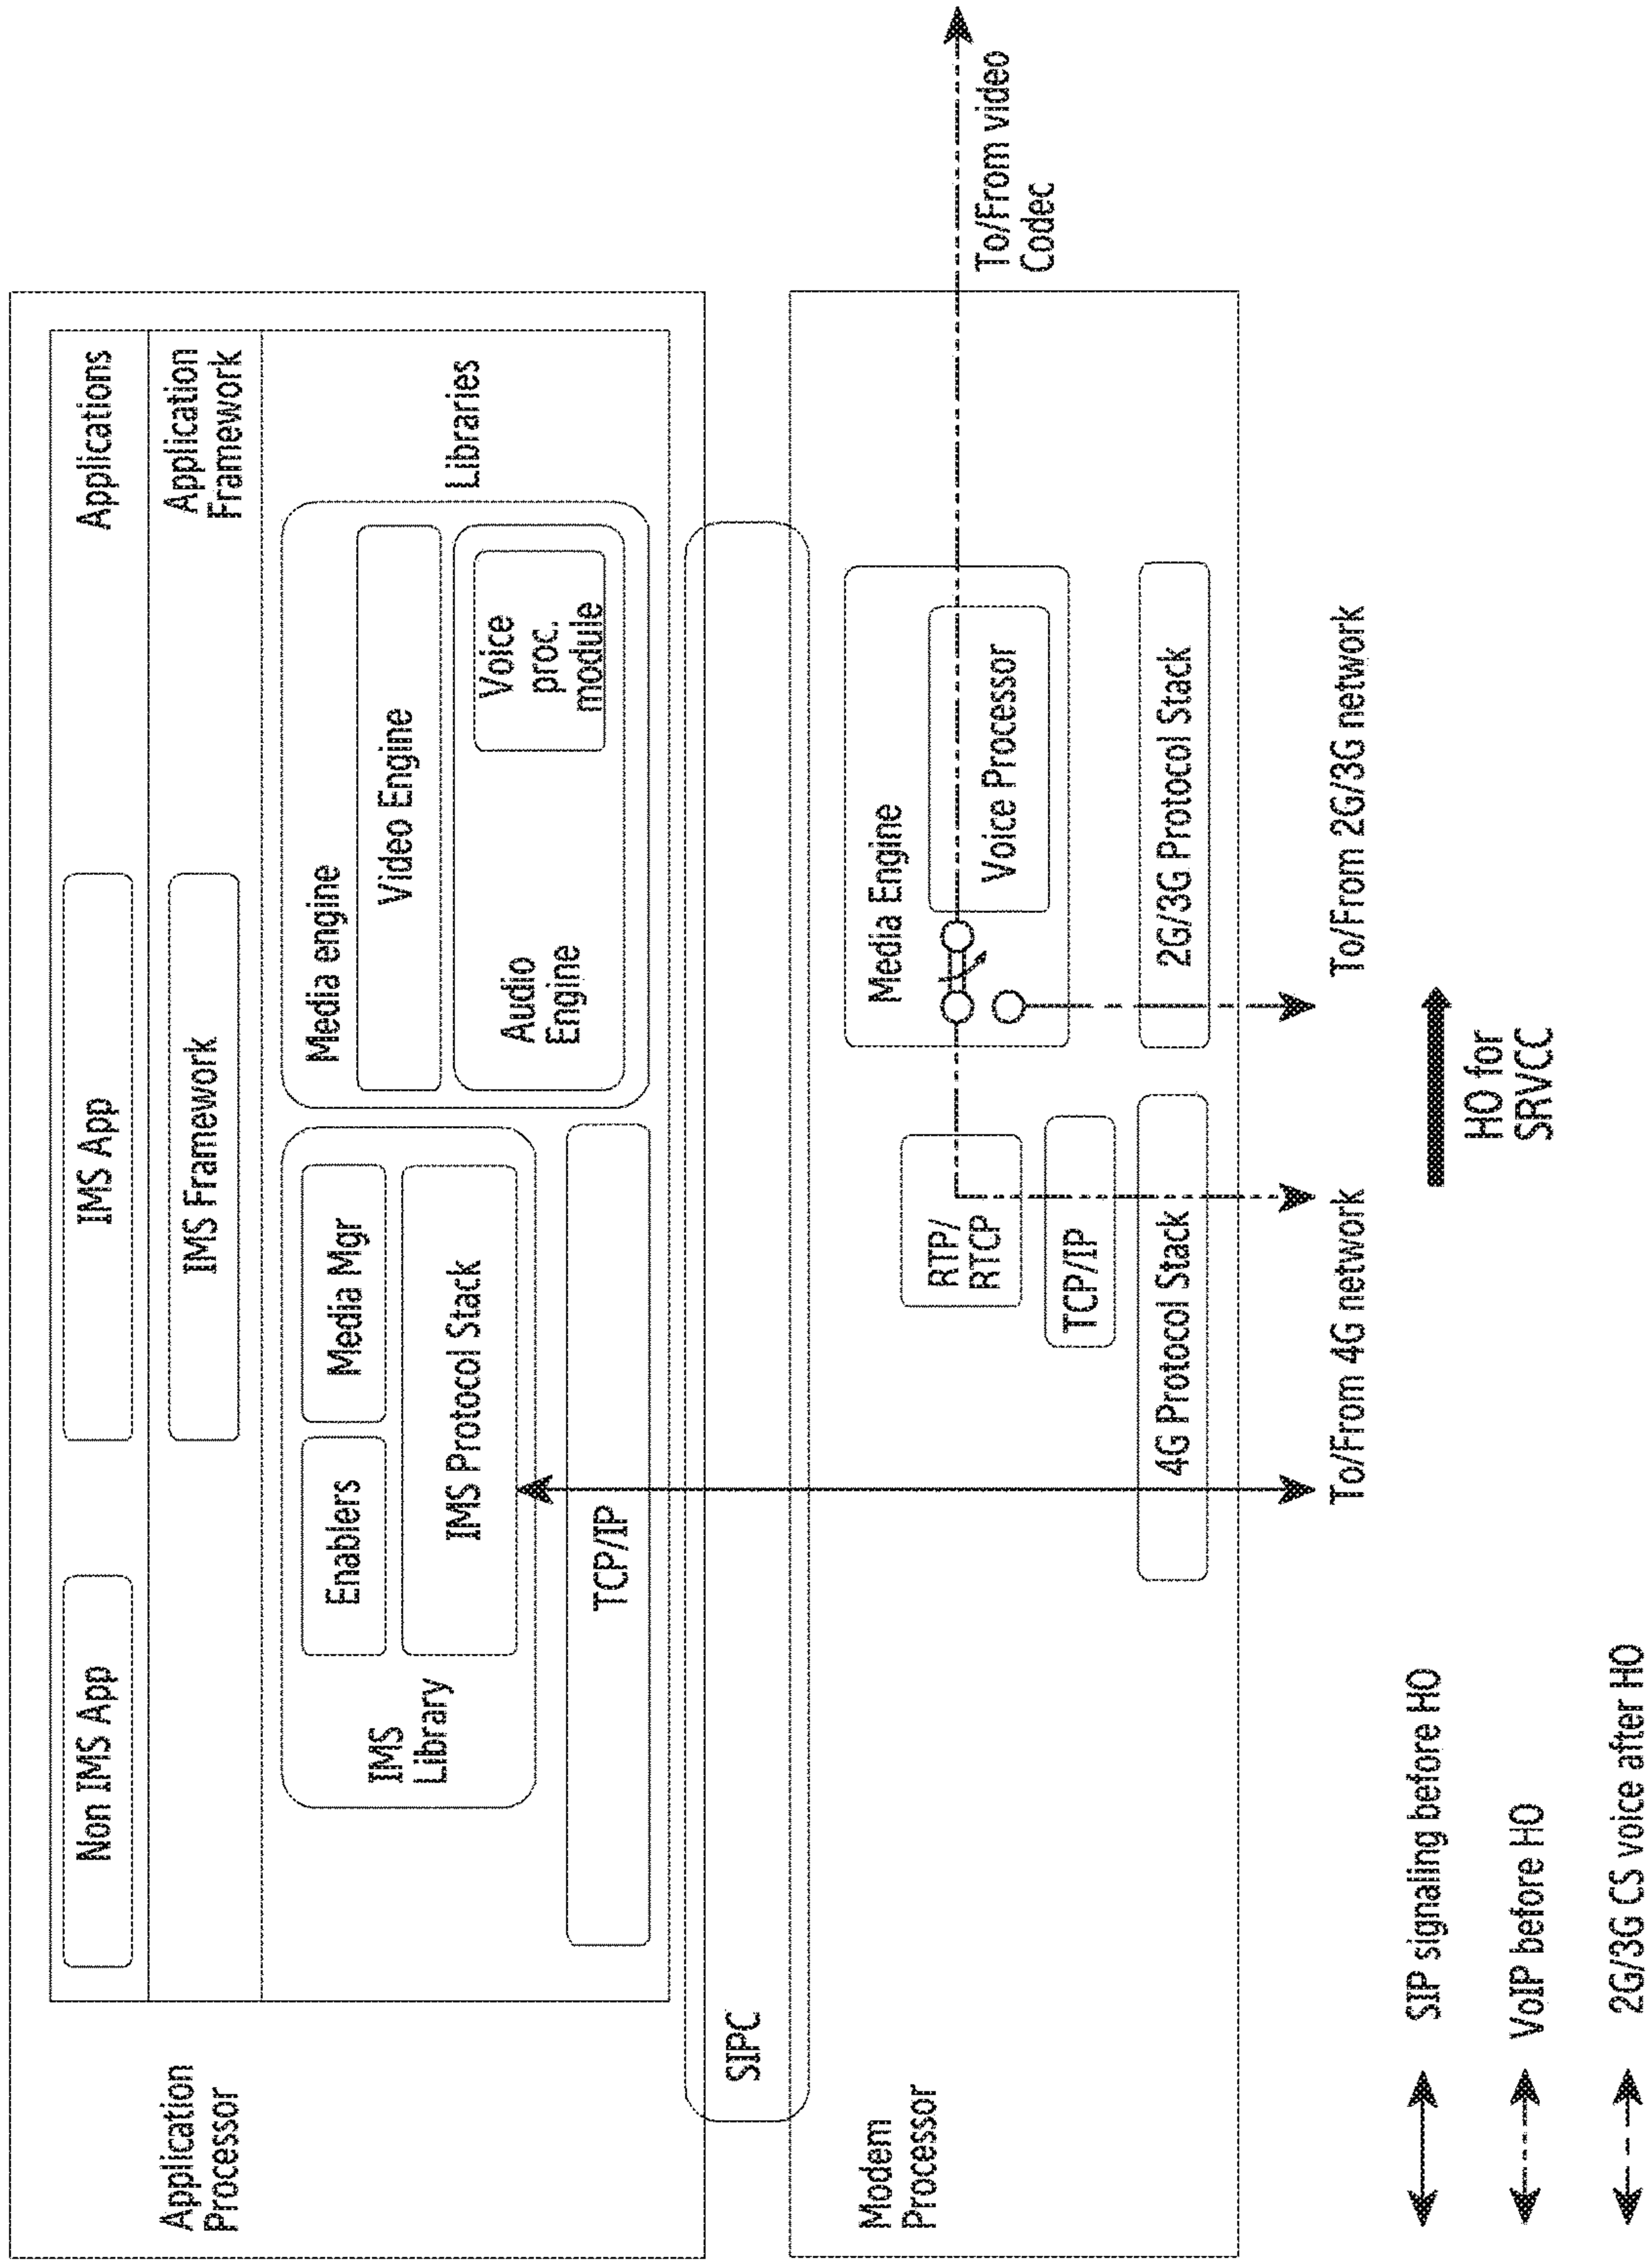 Application
Processor
Non IMS App
IMS App
Applications
IMS Framework
Application
Framework
IMS
Library
Enablers
Media Mgr
IMS Protocol Stack
Media engine
Video Engine
Audio
Engine
Voice
proc.
module
Libraries
TCP/IP
SIPC
Modem
Processor
RTP/
RTCP
TCP/IP
4G Protocol Stack
Media Engine
Voice Processor
2G/3G Protocol Stack
To/From video
Codec
To/From 4G network
To/From 2G/3G network
HO for
SRVCC
SIP signaling before HO
VoIP before HO
2G/3G CS voice after HO